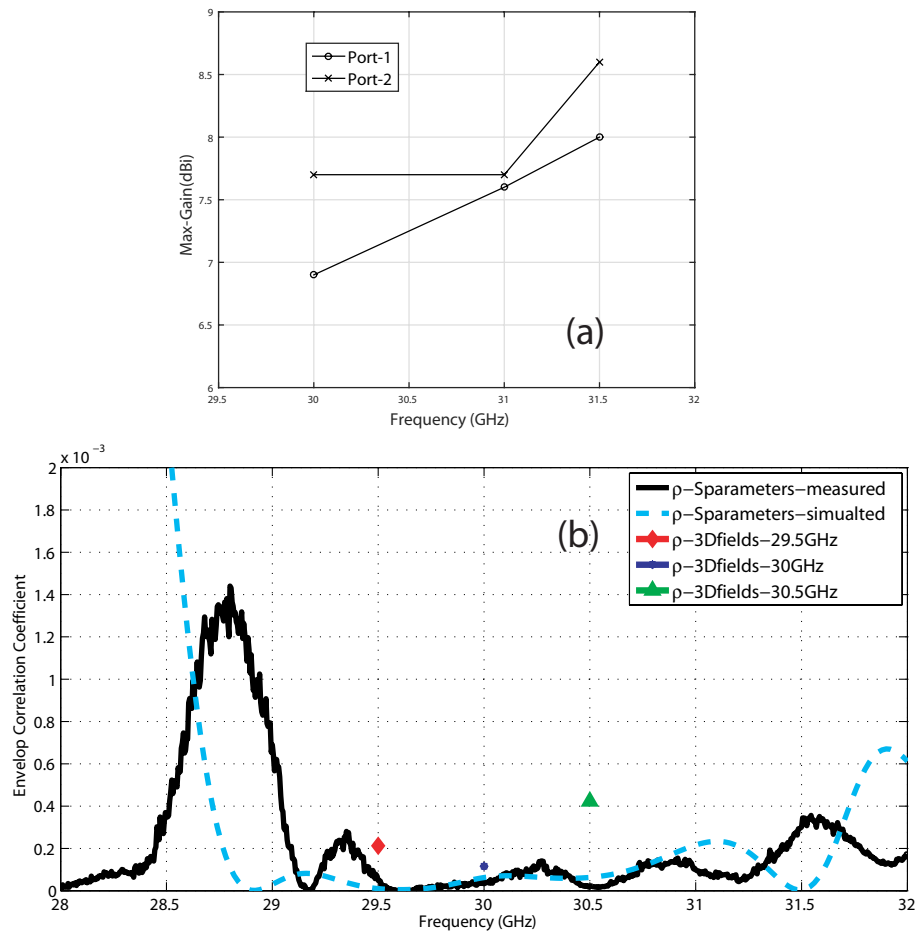 9
8.5
8
7.5
7
6.5
6
Max-Gain(dBi)
Port-1
Port-2
(a)
29.5 30 30.5 31 31.5 32
Frequency (GHz)
x 10 −3
2
1.8
1.6
1.4
1.2
1
0.8
0.6
0.4
0.2
0
Envelop Correlation Coefficient
(b)
ρ−Sparameters−measured
ρ−Sparameters−simualted
ρ−3Dfields−29.5GHz
ρ−3Dfields−30GHz
ρ−3Dfields−30.5GHz
28 28.5 29 29.5 30 30.5 31 31.5 32
Frequency (GHz)